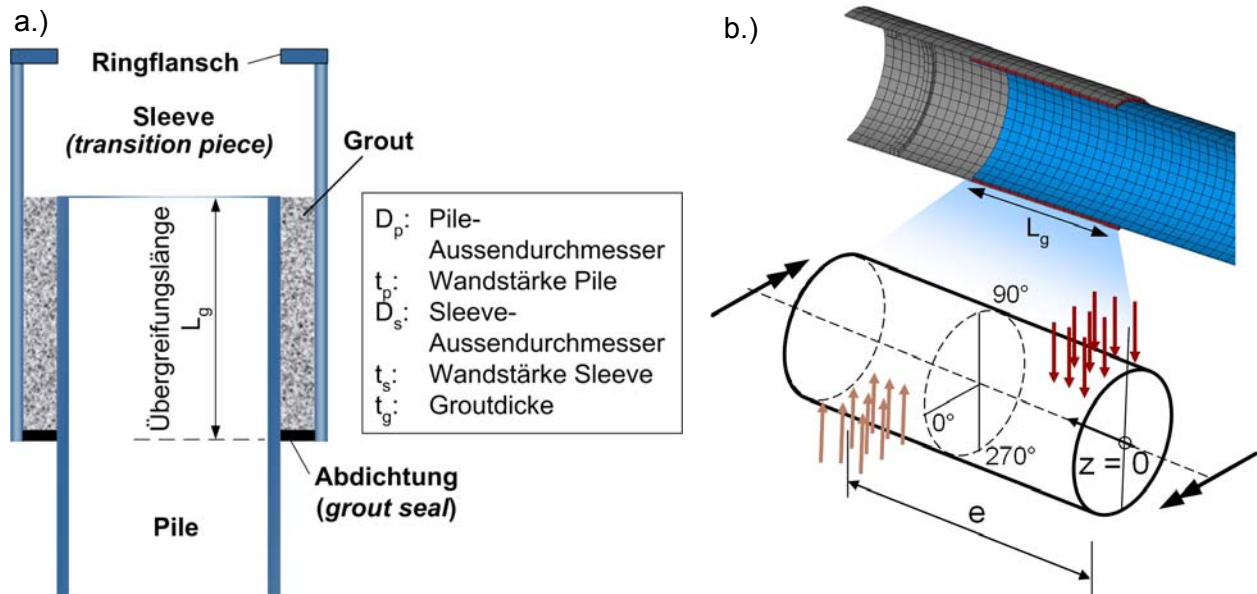 a.)
Ringflansch
Sleeve
(transition piece)
Grout
Übergreifungslänge
L_g
D_p: Pile-
Aussendurchmesser
t_p: Wandstärke Pile
D_s: Sleeve-
Aussendurchmesser
t_s: Wandstärke Sleeve
t_g: Groutdicke
Abdichtung
(grout seal)
Pile
b.)
L_g
90°
0°
270°
z = 0
e